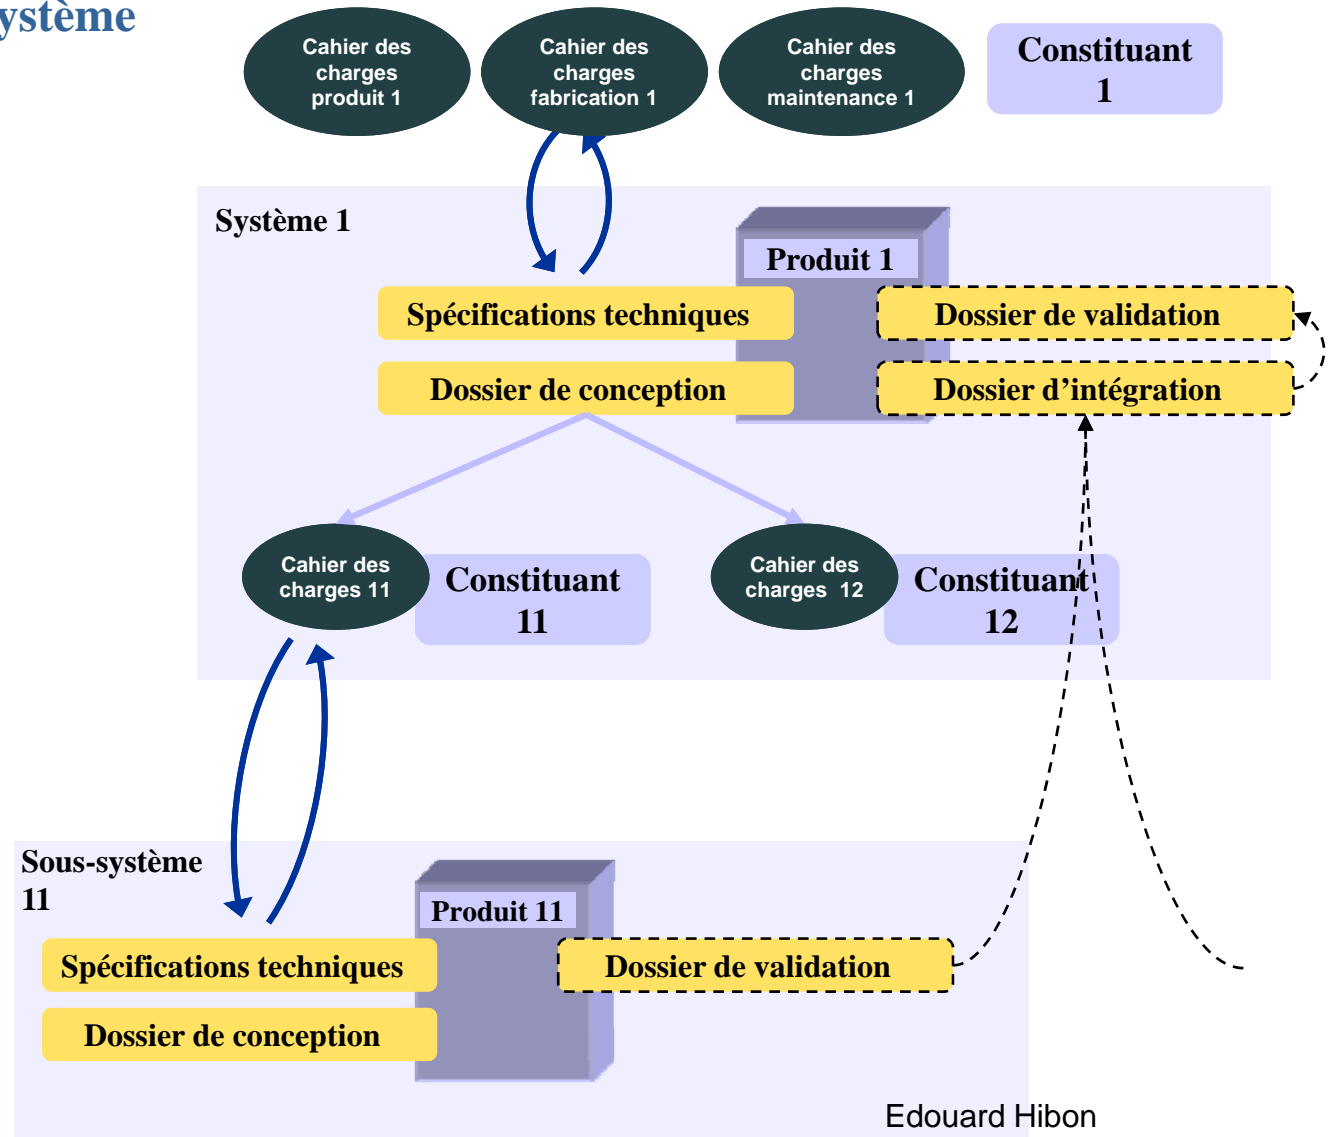 ystème
Cahier des
charges
produit 1
Cahier des
charges
fabrication 1
Cahier des
charges
maintenance 1
Constituant
1
Système 1
Produit 1
Spécifications techniques
Dossier de validation
Dossier de conception
Dossier d’intégration
Cahier des
charges 11
Constituant
11
Cahier des
charges 12
Constituant
12
Sous-système
11
Produit 11
Spécifications techniques
Dossier de validation
Dossier de conception
Edouard Hibon